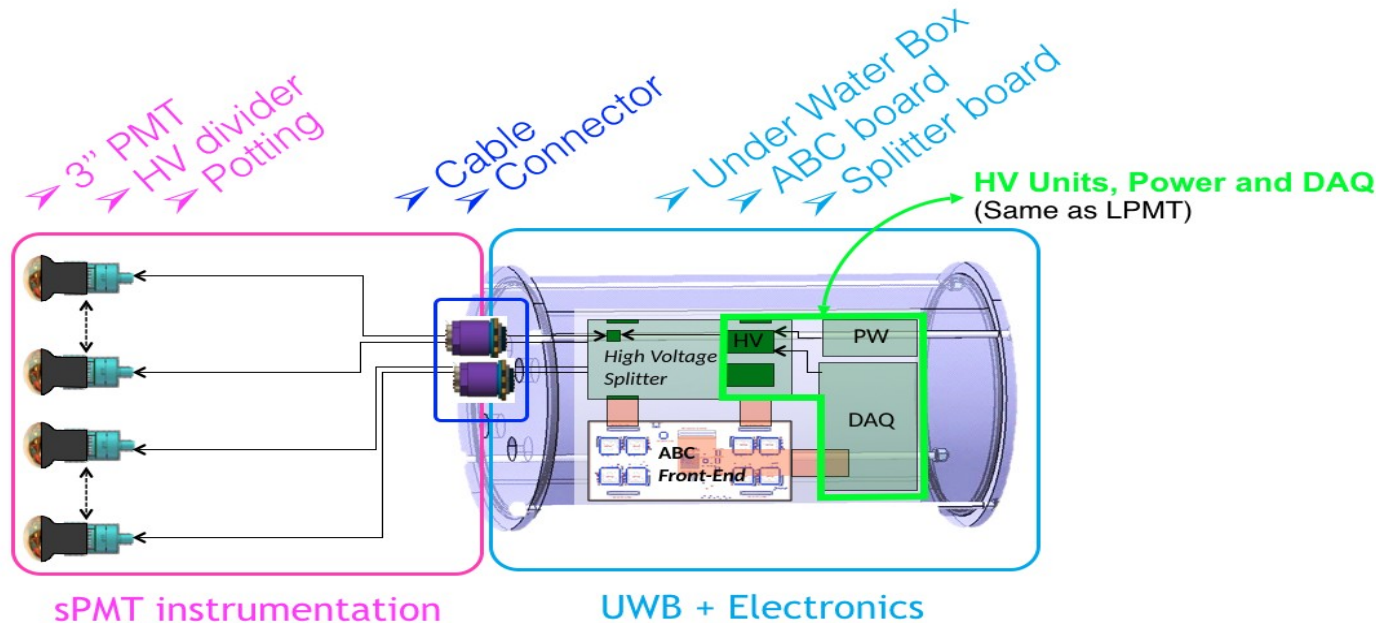 3” PMT
HV divider
Potting
Cable
Connector
Under Water Box
ABC board
Splitter board
HV Units, Power and DAQ
(Same as LPMT)
HV
PW
High Voltage
Splitter
DAQ
ABC
Front-End
sPMT instrumentation
UWB + Electronics